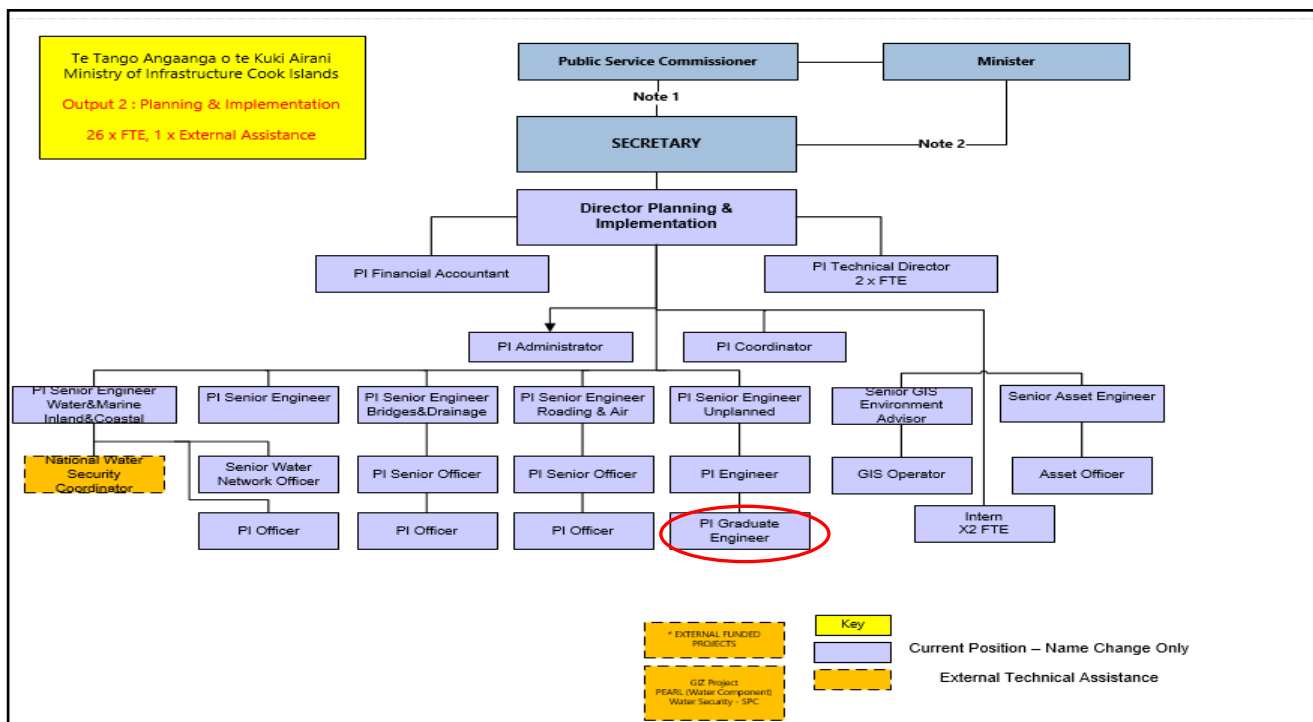 Te Tango Angaanga o te Kuki Airani
Ministry of Infrastructure Cook Islands
Output 2 : Planning & Implementation
26 x FTE, 1 x External Assistance
Public Service Commissioner
Minister
Note 1
SECRETARY
Note 2
Director Planning &
Implementation
PI Financial Accountant
PI Technical Director
2 x FTE
PI Administrator
PI Coordinator
PI Senior Engineer
Water&Marine
Inland&Coastal
PI Senior Engineer
PI Senior Engineer
Bridges&Drainage
PI Senior Engineer
Roading & Air
PI Senior Engineer
Unplanned
Senior GIS
Environment
Advisor
Senior Asset Engineer
National Water
Security
Coordinator
Senior Water
Network Officer
PI Senior Officer
PI Senior Officer
PI Engineer
GIS Operator
Asset Officer
PI Officer
PI Officer
PI Officer
PI Graduate
Engineer
Intern
X2 FTE
* EXTERNAL FUNDED
PROJECTS
Key
Current Position – Name Change Only
GIZ Project
PEARL (Water Component)
Water Security - SPC
External Technical Assistance